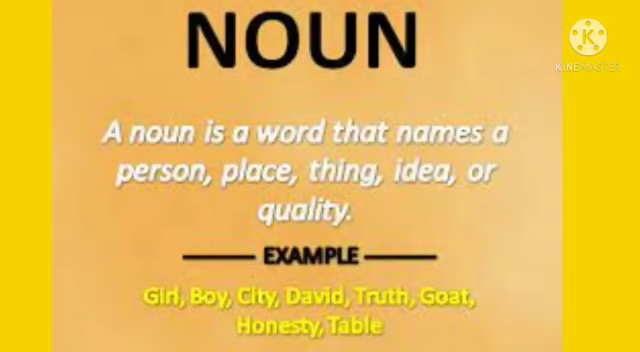 NOUN
KINEMASTER
A noun is a word that names a
person, place, thing, idea, or
quality.
EXAMPLE
Girl, Boy, City, David, Truth, Goat,
Honesty, Table